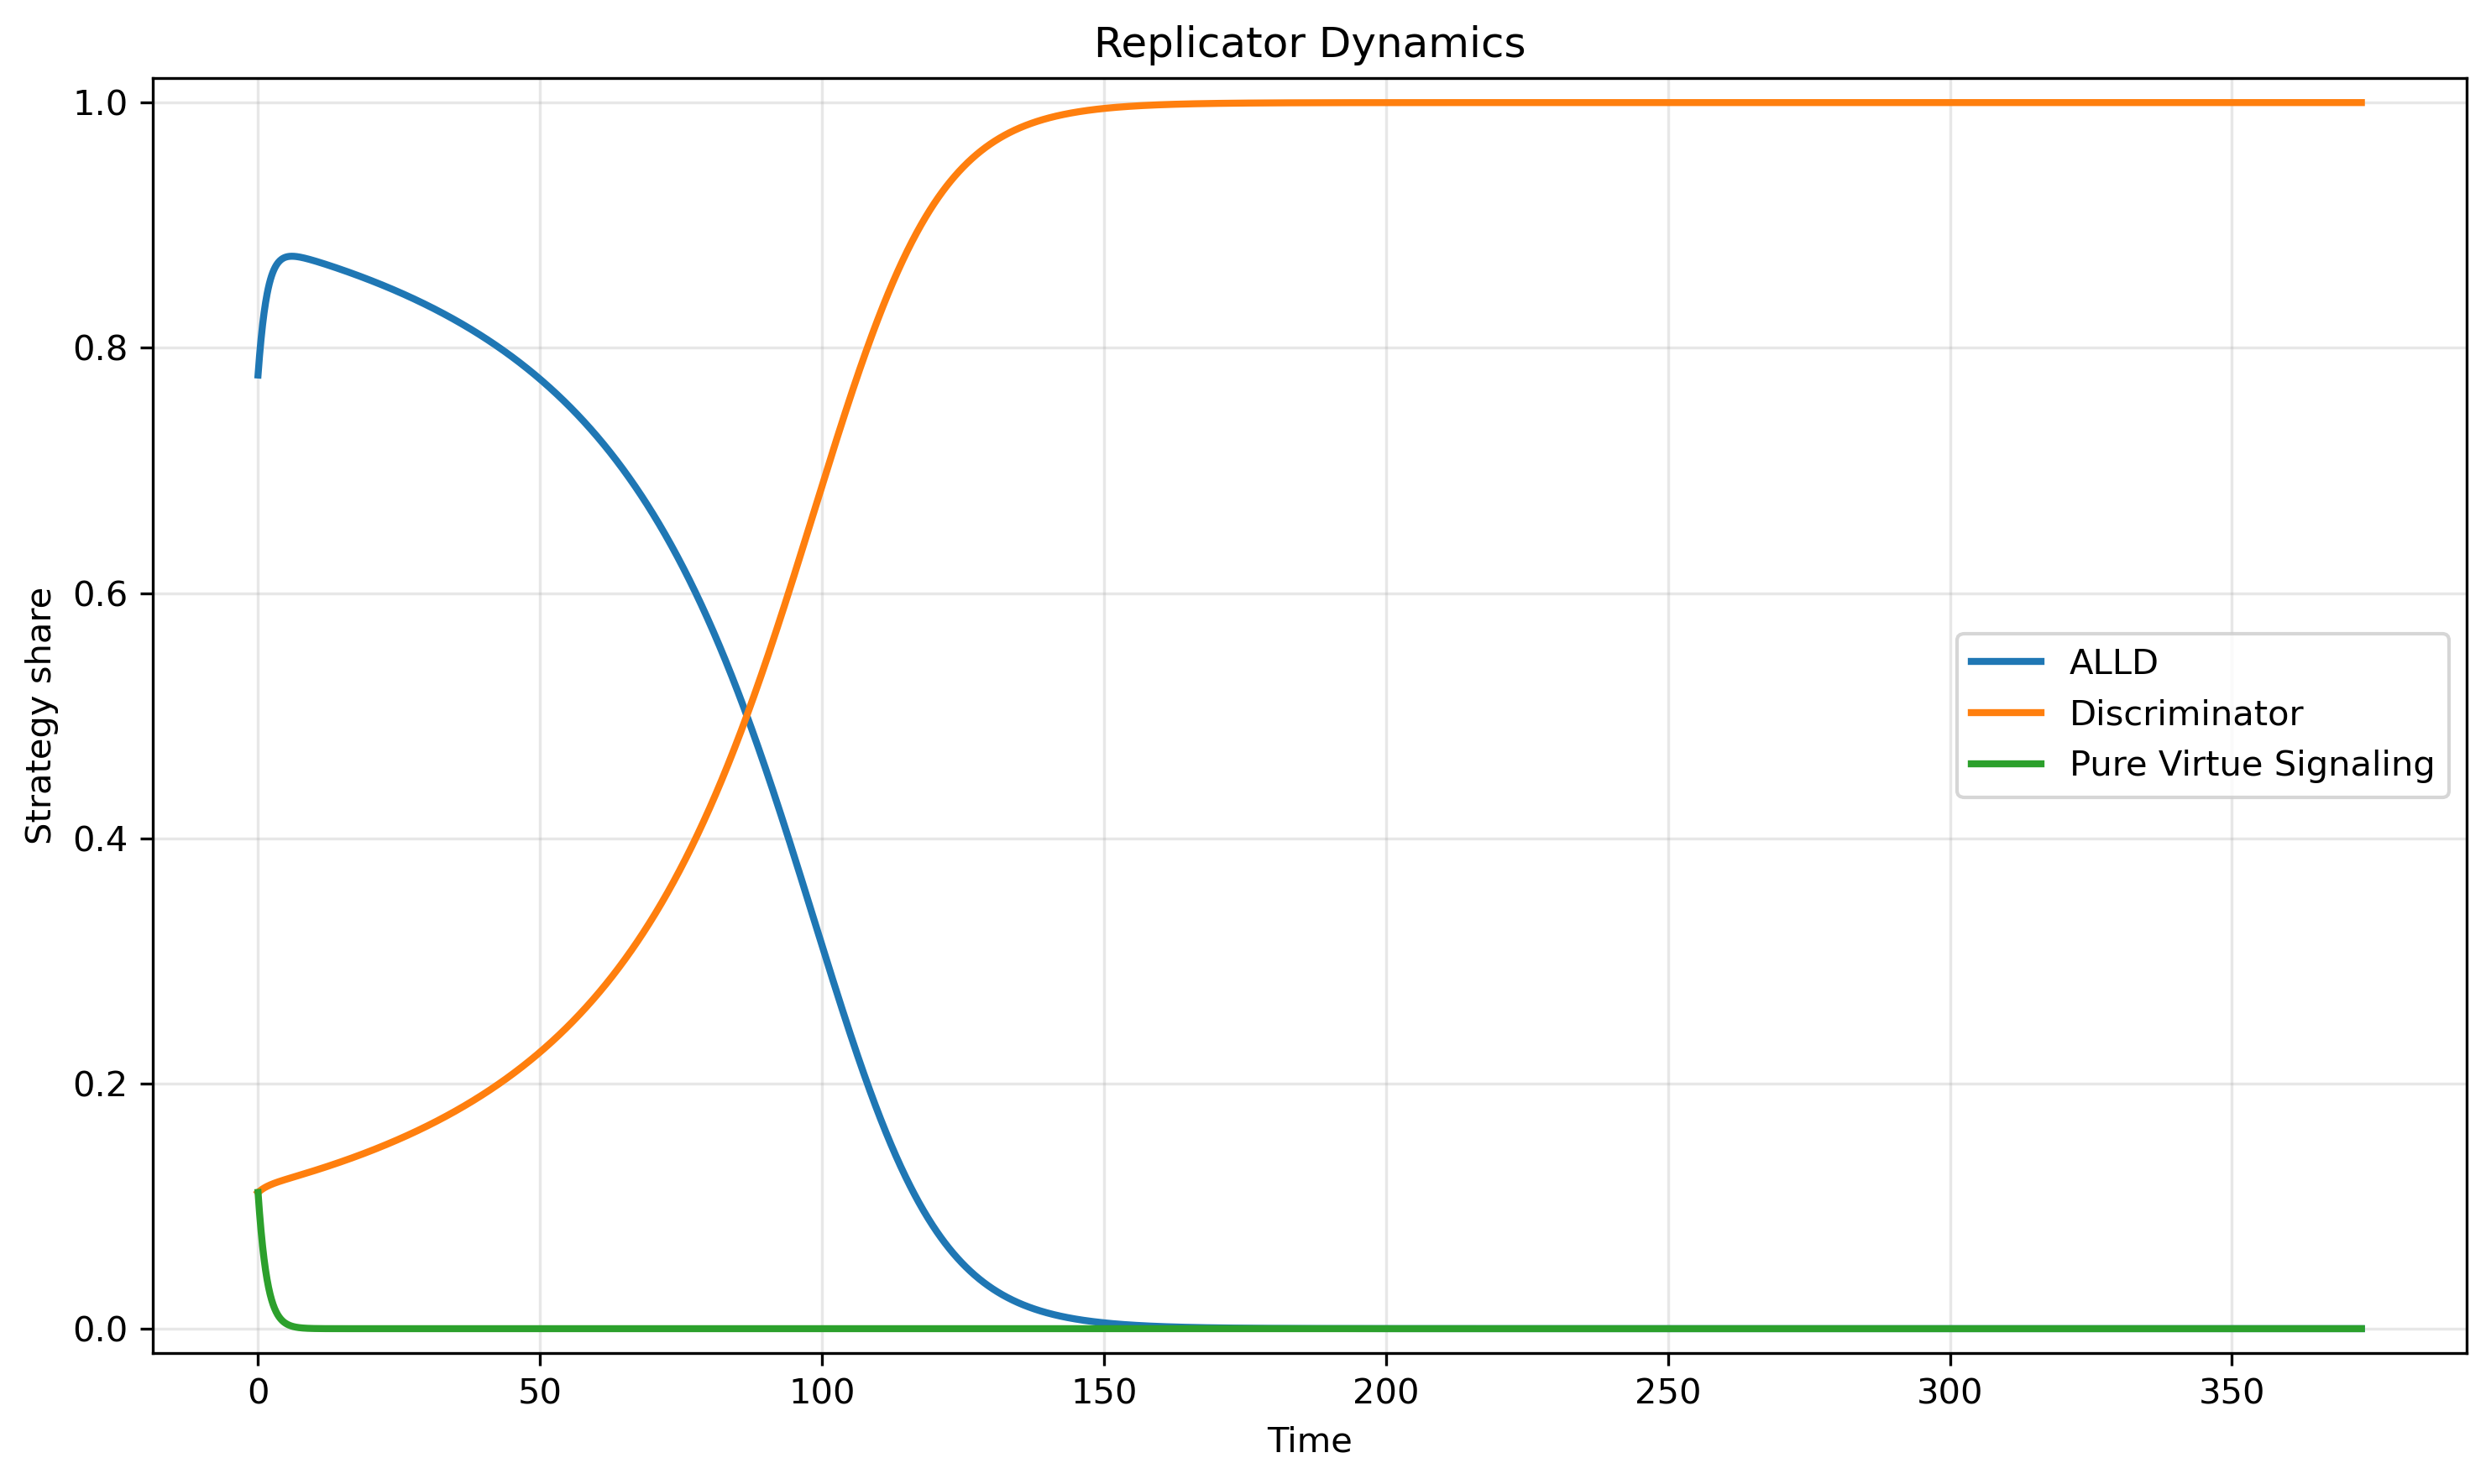 Replicator Dynamics
Strategy share
1.0
0.8
0.6
0.4
0.2
0.0
ALLD
Discriminator
Pure Virtue Signaling
0 50 100 150 200 250 300 350
Time